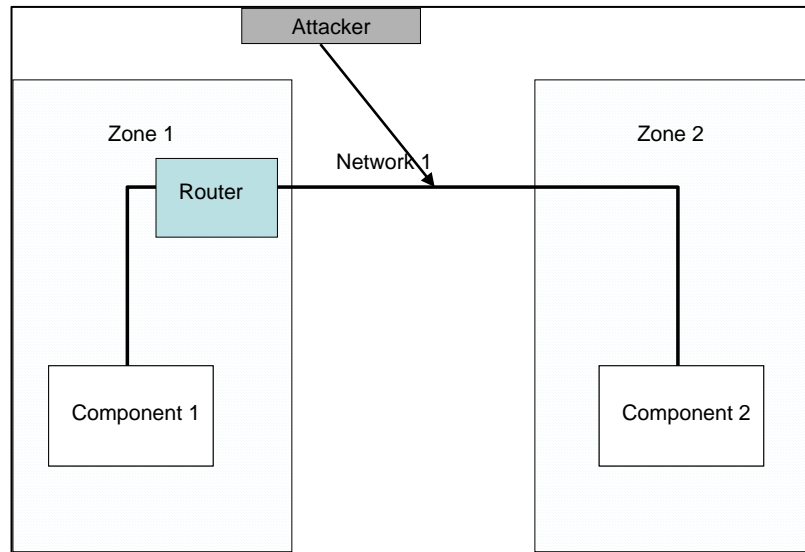 Attacker
Zone 1
Zone 2
Network 1
Router
Component 1
Component 2